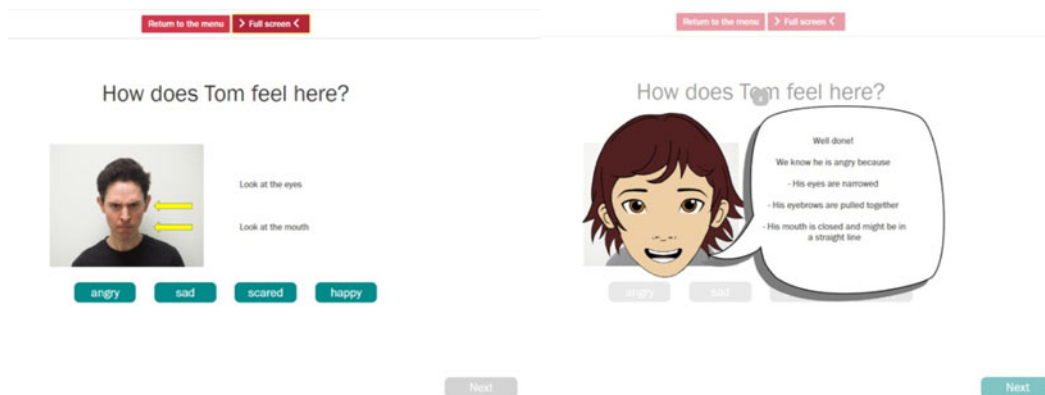 Return to the menu
> Full screen <
How does Tom feel here?
Look at the eyes
Look at the mouth
angry
sad
scared
happy
Next
Return to the menu
> Full screen <
How does Tom feel here?
Well done!
We know he is angry because
- His eyes are narrowed
- His eyebrows are pulled together
- His mouth is closed and might be in
a straight line
angry
sad
Next